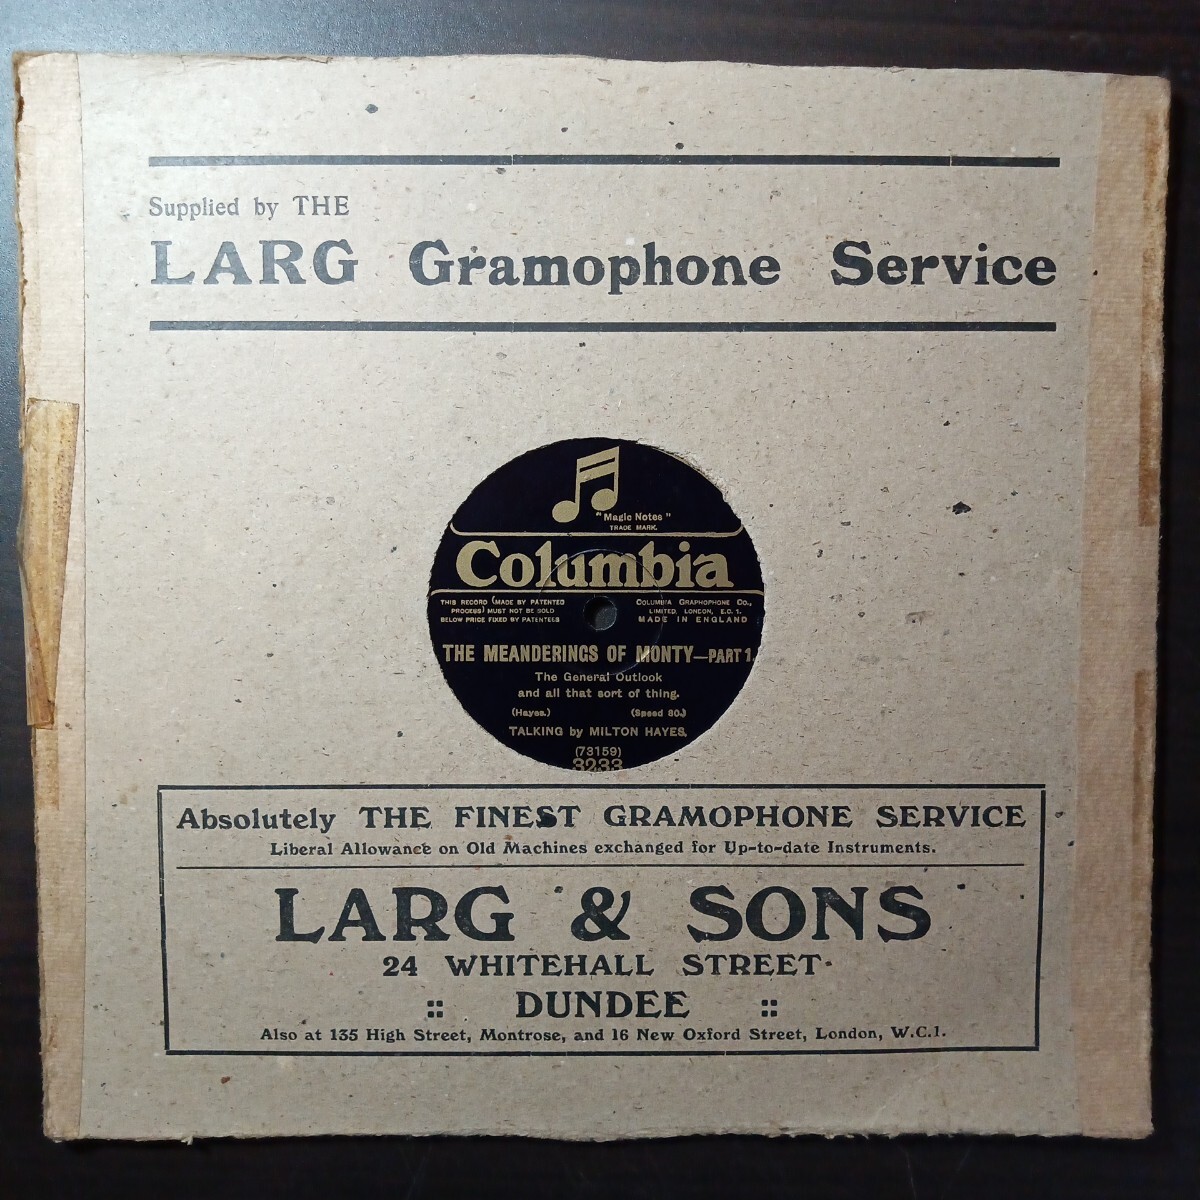 Supplied by THE
LARG Gramophone Service
"Magic Notes"
TRADE MARK.
Columbia
THIS RECORD (MADE BY PATENTED
PROCESS) MUST NOT BE SOLD
BELOW PRICE FIXED BY PATENTEES
COLUMBIA GRAPHOPHONE CO.,
LIMITED, LONDON, E.C.1.
MADE IN ENGLAND
THE MEANDERINGS OF MONTY—PART 1.
The General Outlook
and all that sort of thing.
(Hayes.) (Speed 80.)
TALKING by MILTON HAYES.
(73159)
3233
Absolutely THE FINEST GRAMOPHONE SERVICE
Liberal Allowance on Old Machines exchanged for Up-to-date Instruments.
LARG & SONS
24 WHITEHALL STREET
:: DUNDEE ::
Also at 135 High Street, Montrose, and 16 New Oxford Street, London, W.C.1.